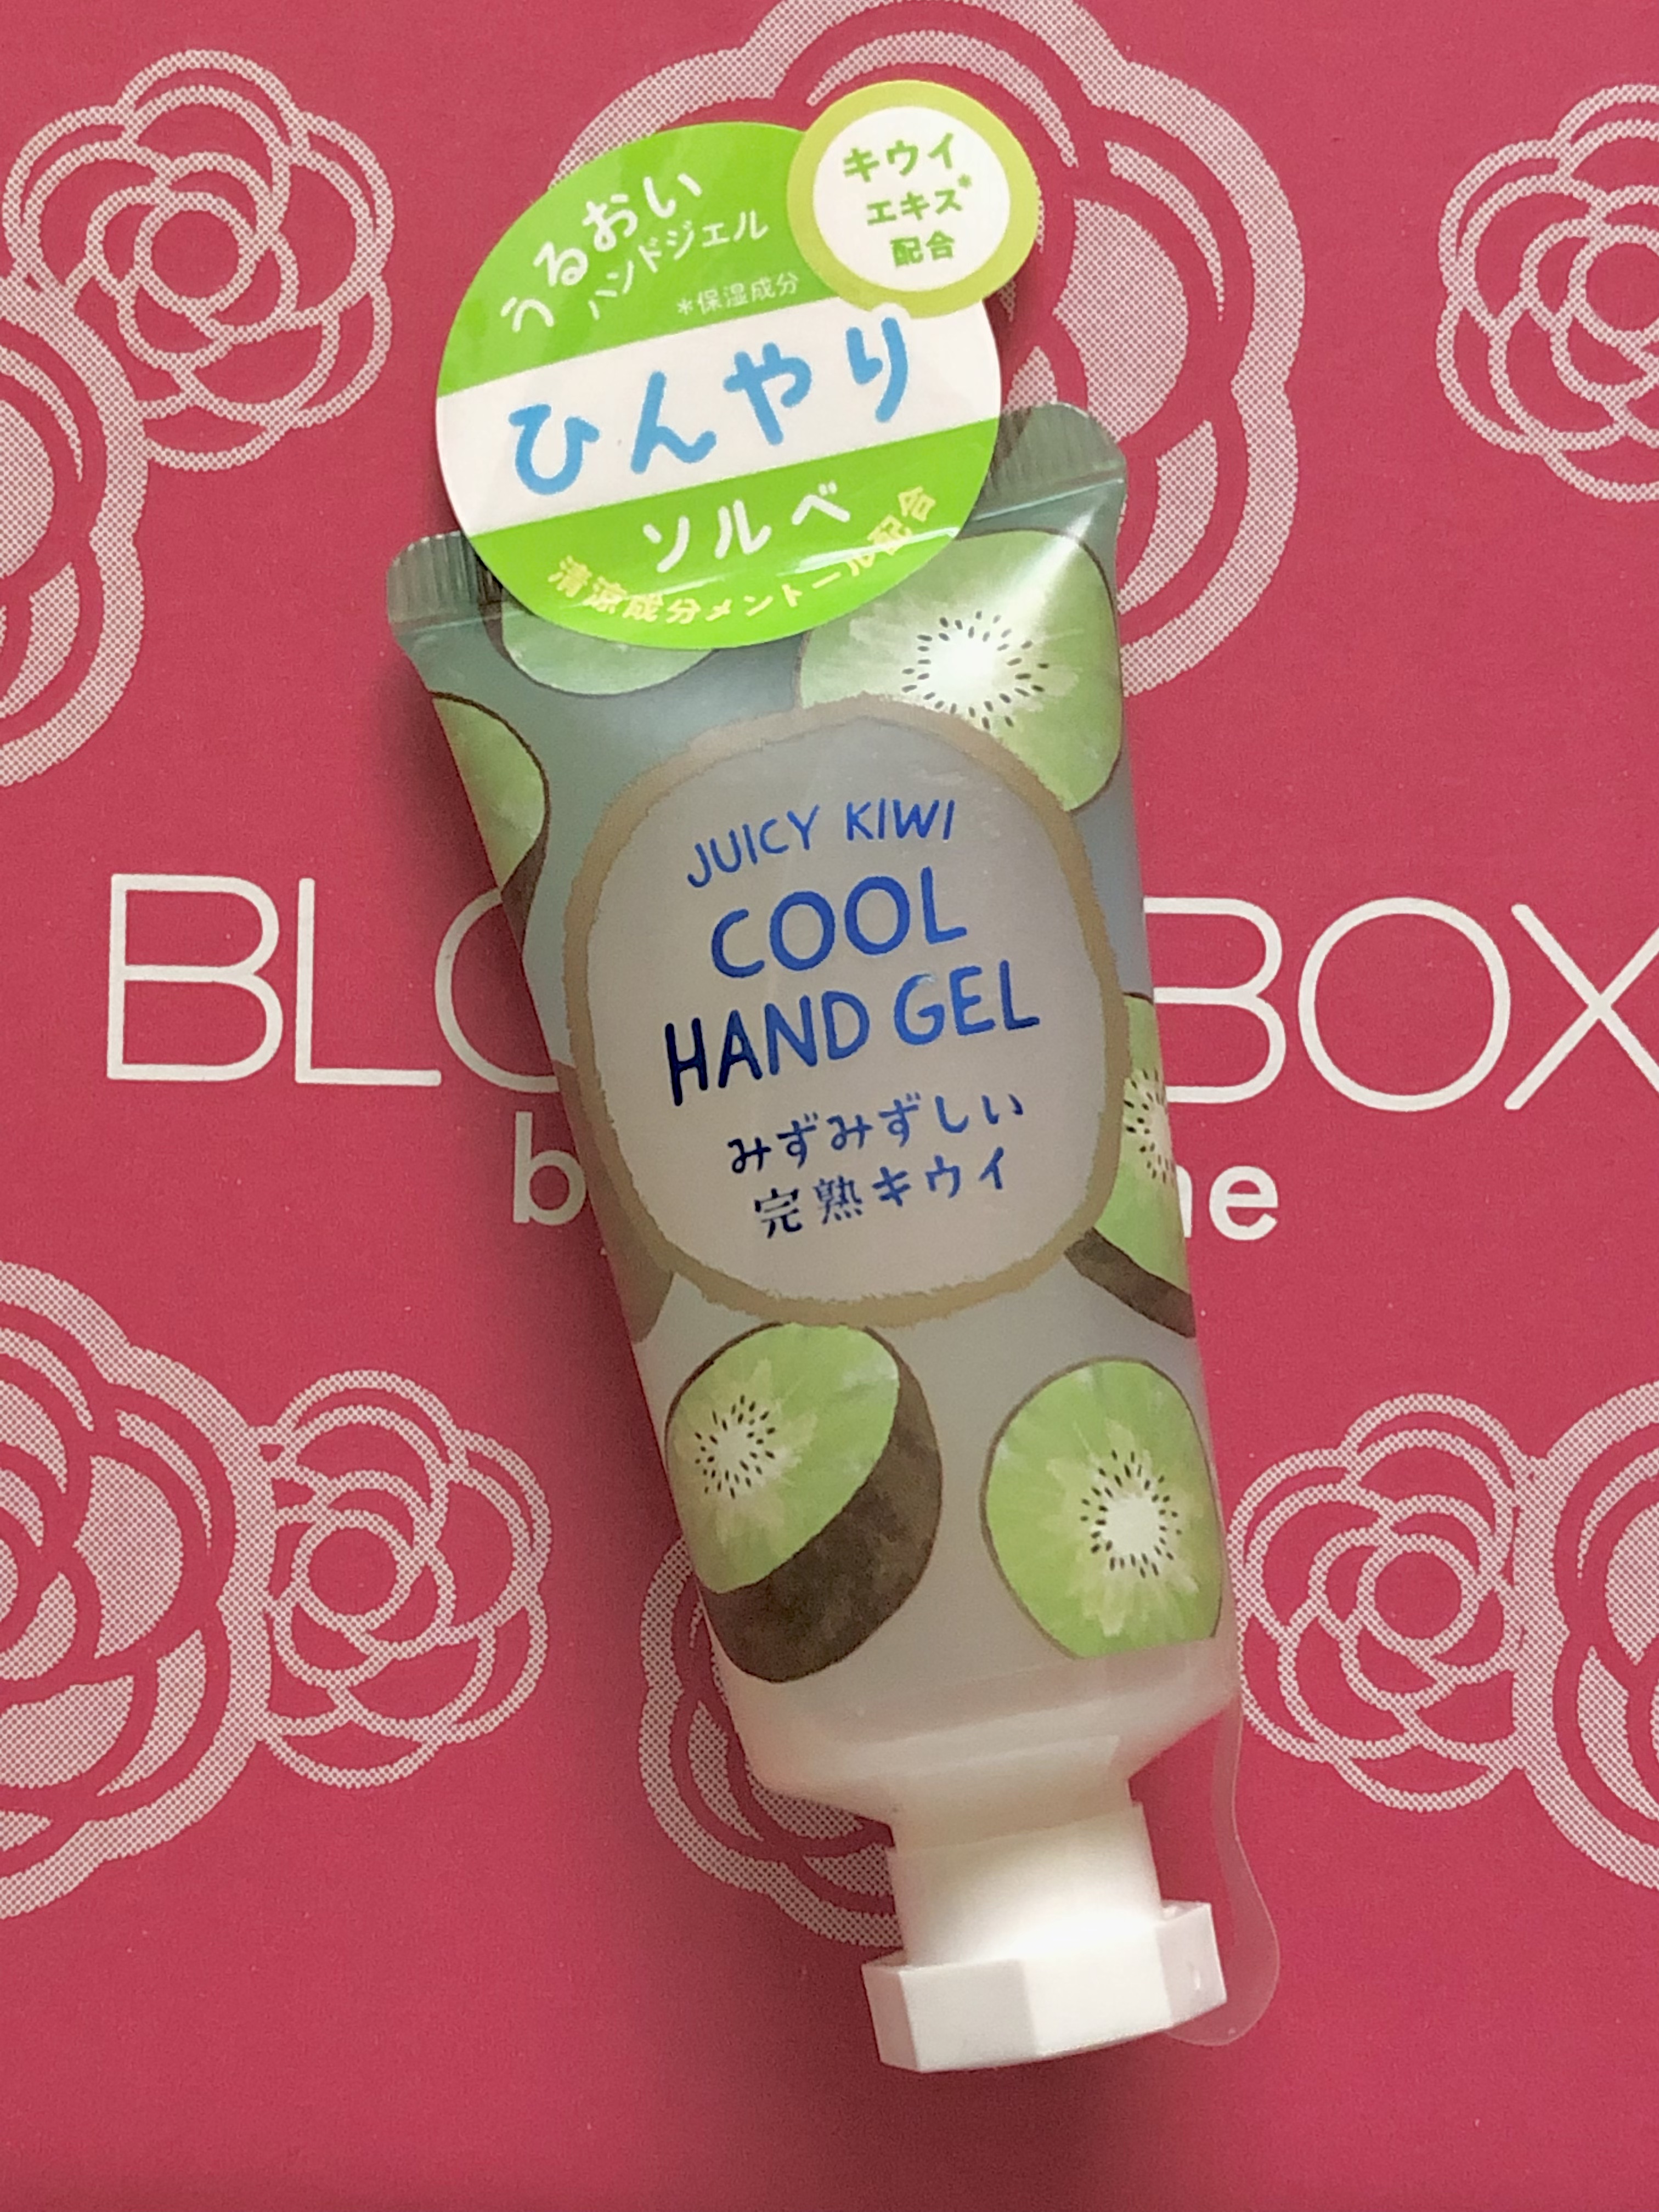 キウイ
エキス*
配合
うるおい
ハンドジェル
*保湿成分
ひんやり
ソルベ
清涼成分メントール配合
JUICY KIWI
COOL
HAND GEL
みずみずしい
完熟キウイ
BLO BOX